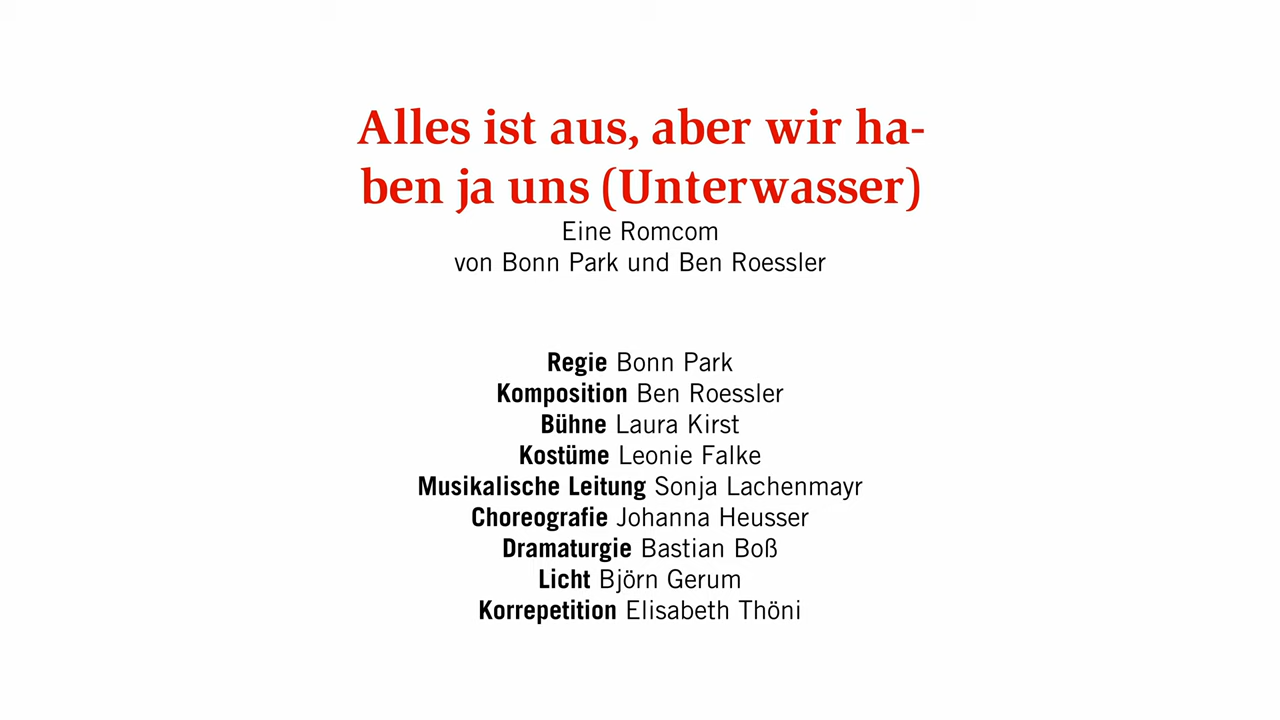 Alles ist aus, aber wir ha-
ben ja uns (Unterwasser)
Eine Romcom
von Bonn Park und Ben Roessler
Regie Bonn Park
Komposition Ben Roessler
Bühne Laura Kirst
Kostüme Leonie Falke
Musikalische Leitung Sonja Lachenmayr
Choreografie Johanna Heusser
Dramaturgie Bastian Boß
Licht Björn Gerum
Korrepetition Elisabeth Thöni